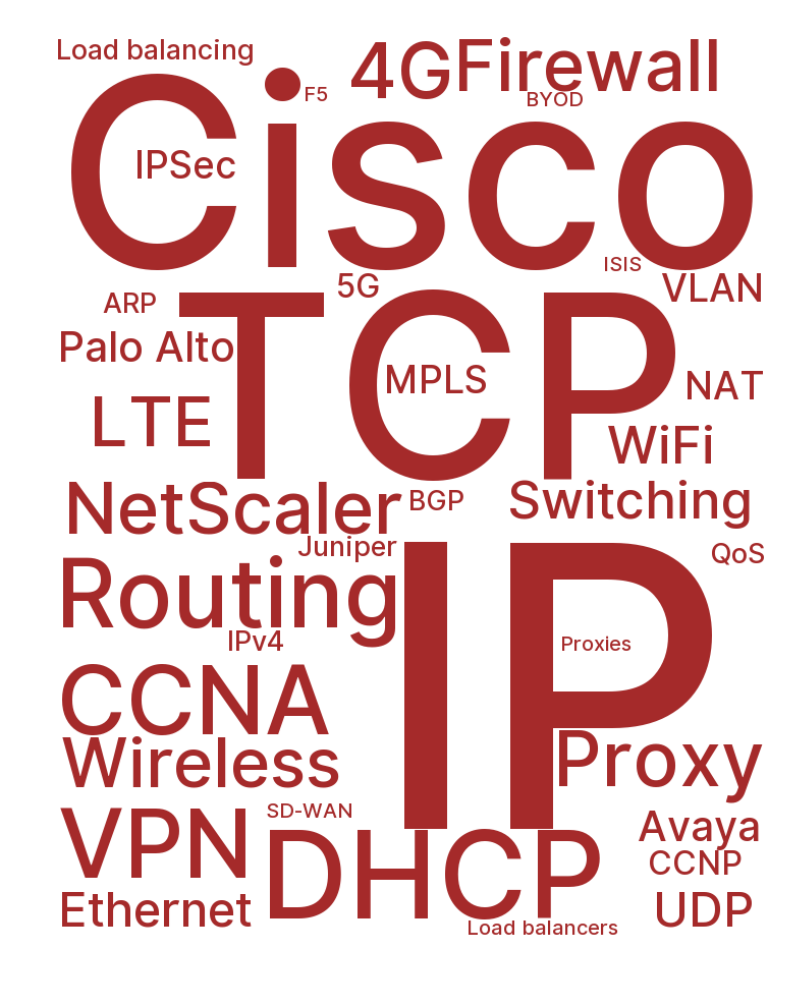 Load balancing
4G
Firewall
F5
BYOD
Cisco
IPSec
ISIS
5G
VLAN
ARP
TCP
Palo Alto
MPLS
NAT
LTE
WiFi
NetScaler
BGP
Switching
Juniper
QoS
Routing
IP
IPv4
Proxies
CCNA
Wireless
Proxy
SD-WAN
VPN
DHCP
Avaya
CCNP
Ethernet
UDP
Load balancers